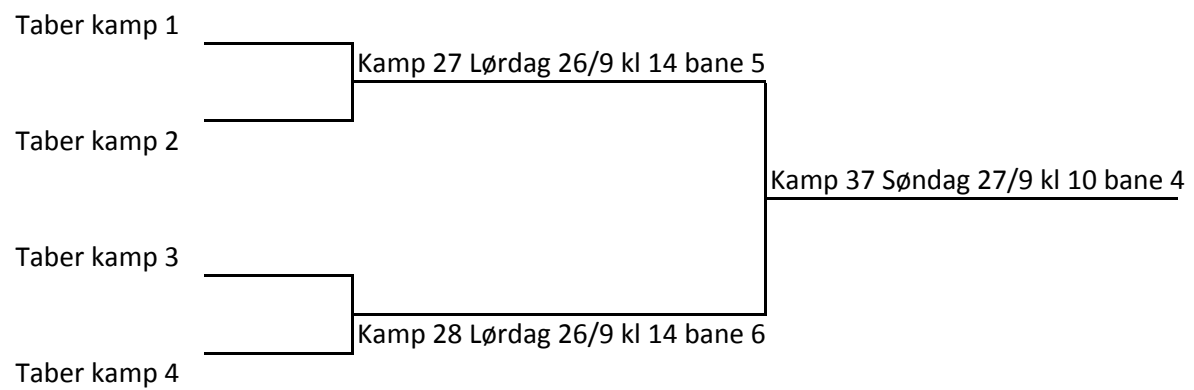 Taber kamp 1
Kamp 27 Lørdag 26/9 kl 14 bane 5
Taber kamp 2
Kamp 37 Søndag 27/9 kl 10 bane 4
Taber kamp 3
Kamp 28 Lørdag 26/9 kl 14 bane 6
Taber kamp 4